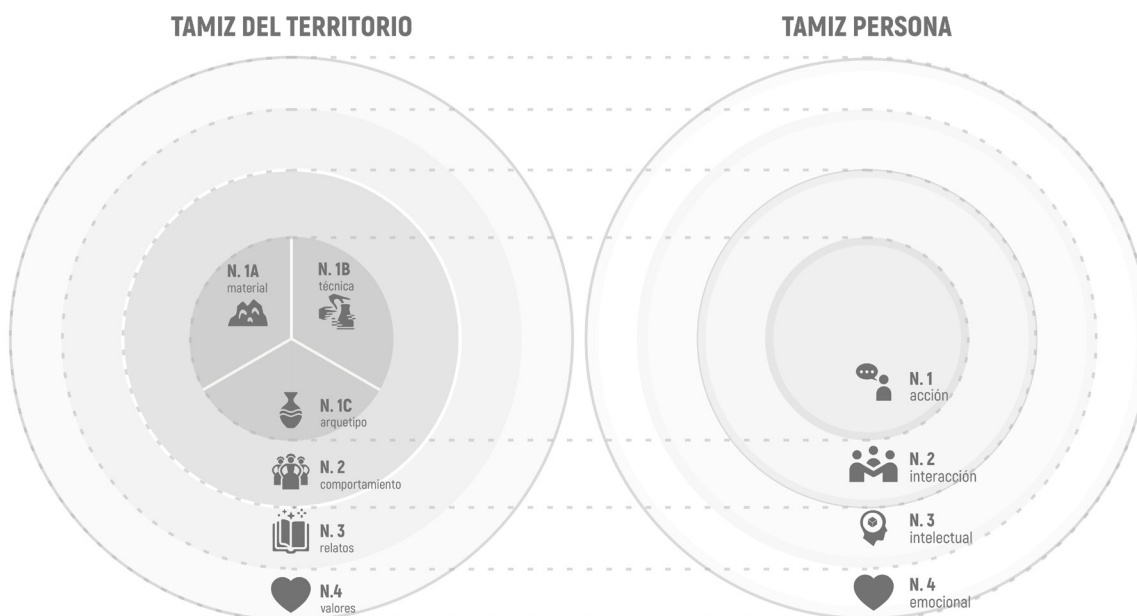 TAMIZ DEL TERRITORIO
TAMIZ PERSONA
N. 1A
material
N. 1B
técnica
N. 1C
arquetipo
N. 2
comportamiento
N. 3
relatos
N.4
valores
N. 1
acción
N. 2
interacción
N. 3
intelectual
N. 4
emocional